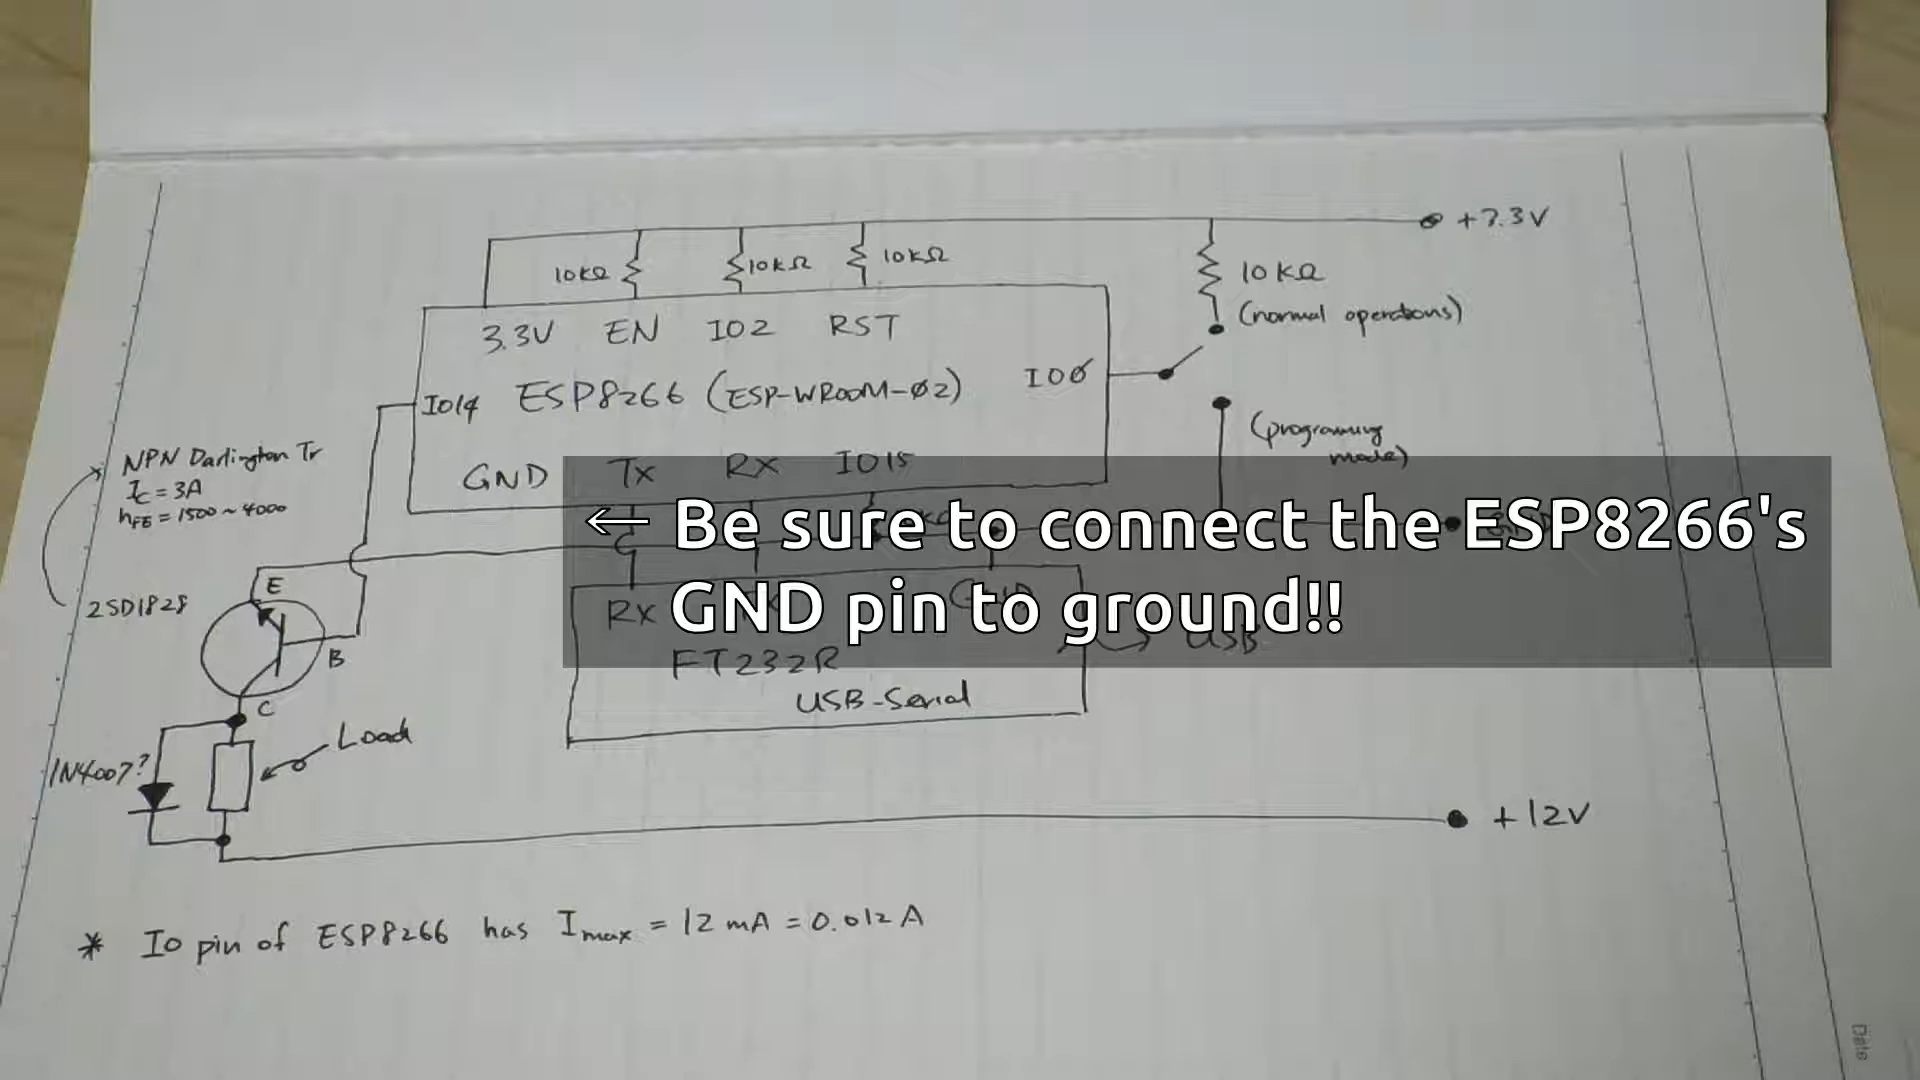 +3.3V
10KΩ
10KΩ
10KΩ
10KΩ
(normal operations)
3.3V EN IO2 RST
IO0
IO14 ESP8266 (ESP-WROOM-02)
(programming
mode)
NPN Darlington Tr
Ic = 3A
hFE = 1500 ~ 4000
GND Tx RX IO15
← Be sure to connect the ESP8266's
GND pin to ground!!
E
2SD1828
B
C
Rx
USB
FT232R
USB-Serial
Load
1N4007?
+12V
* IO pin of ESP8266 has Imax = 12 mA = 0.012 A
Date